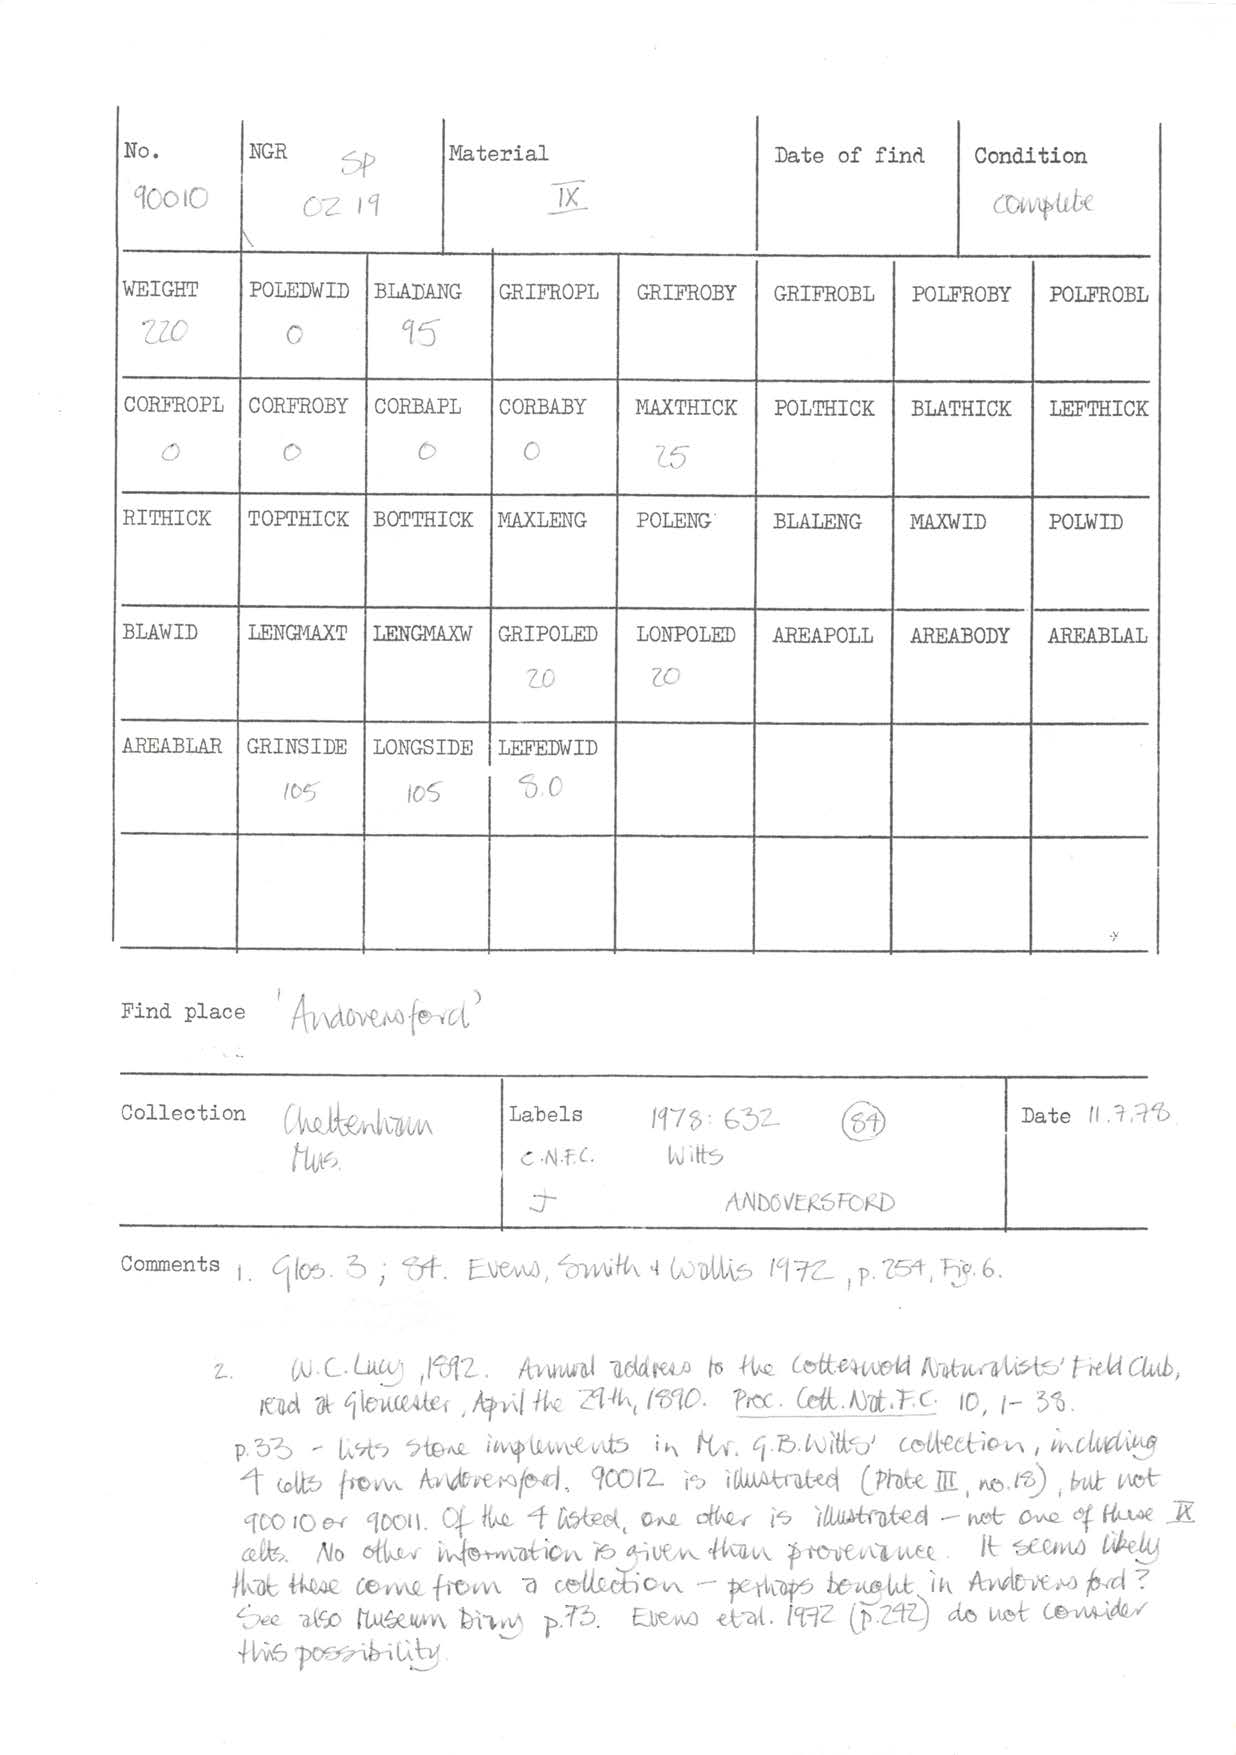 No. NGR SP Material Date of find Condition
90010 02 19 IX complete
WEIGHT POLEDWID BLADANG GRIFROPL GRIFROBY GRIFROBL POLFROBY POLFROBL
220 0 95
CORFROPL CORFROBY CORBAPL CORBABY MAXTHICK POLTHICK BLATHICK LEFTHICK
0 0 0 0 25
RITHICK TOPTHICK BOTTHICK MAXLENG POLENG BLALENG MAXWID POLWID
BLAWID LENGMAXT LENGMAXW GRIPOLED LONPOLED AREAPOLL AREABODY AREABLAL
20 20
AREABLAR GRINSIDE LONGSIDE LEFEDWID
105 105 8.0
Find place 'Andoversford'
Collection Cheltenham Labels 1978: 632 84 Date 11.7.78
Mus. C.N.F.C. Witts
J ANDOVERSFORD
Comments 1. Glos. 3; 84. Evens, Smith & Wallis 1972, p. 254, Fig. 6.
2. W.C. Lucy, 1892. Annual address to the Cotteswold Naturalists' Field Club,
read at Gloucester, April the 29th, 1890. Proc. Cott. Nat. F.C. 10, 1-38.
p.33 - lists stone implements in Mr. G.B. Witts' collection, including
4 celts from Andoversford. 90012 is illustrated (Plate III, no. 18), but not
90010 or 90011. Of the 4 listed, one other is illustrated - not one of these IX
celts. No other information is given than provenance. It seems likely
that these come from a collection - perhaps bought in Andoversford?
See also Museum Diary p.73. Evens et al. 1972 (p.242) do not consider
this possibility.